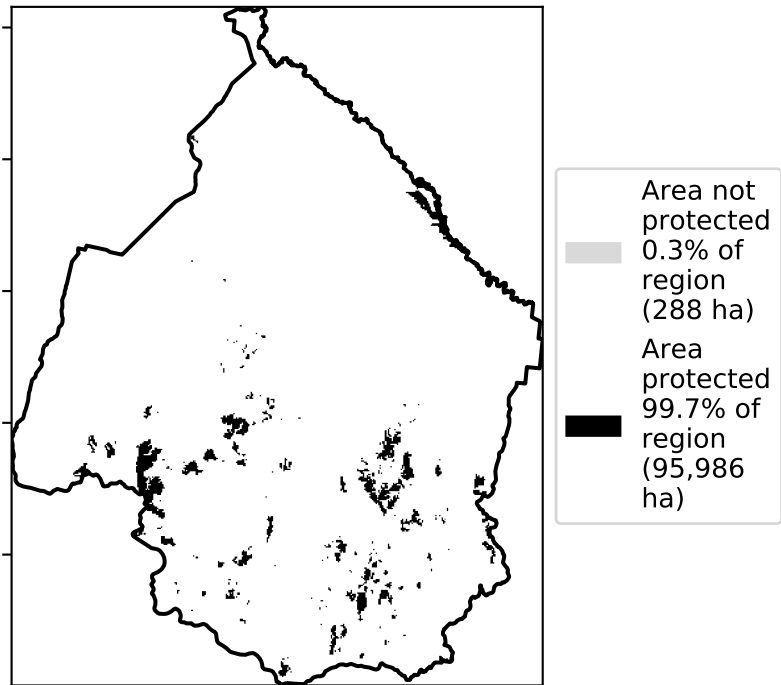 Area not
protected
0.3% of
region
(288 ha)
Area
protected
99.7% of
region
(95,986
ha)